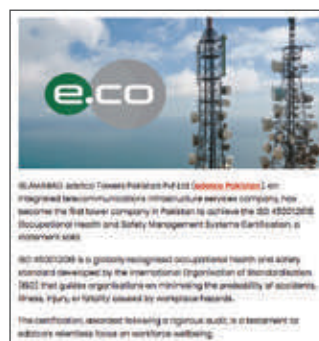 e.co
ISLAMABAD: edotco Towers Pakistan Pvt Ltd (edotco Pakistan), an
integrated telecommunications infrastructure services company, has
become the first tower company in Pakistan to achieve the ISO 45001:2018
Occupational Health and Safety Management Systems Certification, a
statement said.
ISO 45001:2018 is a globally recognised occupational health and safety
standard developed by the International Organisation of Standardisation
(ISO) that guides organisations on minimising the probability of accidents,
illness, injury, or fatality caused by workplace hazards.
The certification, awarded following a rigorous audit, is a testament to
edotco's relentless focus on workforce wellbeing.